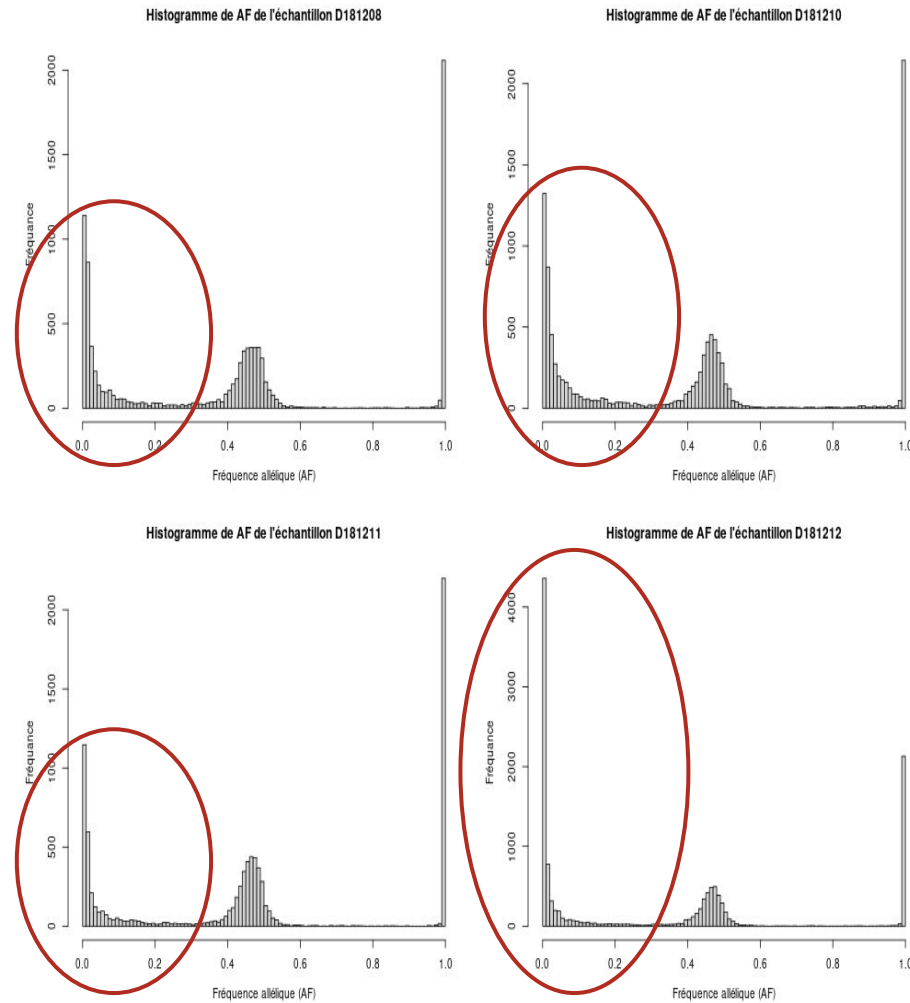 Histogramme de AF de l'échantillon D181208
Fréquance
2000
1500
1000
500
0
0.0 0.2 0.4 0.6 0.8 1.0
Fréquence allélique (AF)
Histogramme de AF de l'échantillon D181210
Fréquance
2000
1500
1000
500
0
0.0 0.2 0.4 0.6 0.8 1.0
Fréquence allélique (AF)
Histogramme de AF de l'échantillon D181211
Fréquance
2000
1500
1000
500
0
0.0 0.2 0.4 0.6 0.8 1.0
Fréquence allélique (AF)
Histogramme de AF de l'échantillon D181212
Fréquance
4000
3000
2000
1000
0
0.0 0.2 0.4 0.6 0.8 1.0
Fréquence allélique (AF)